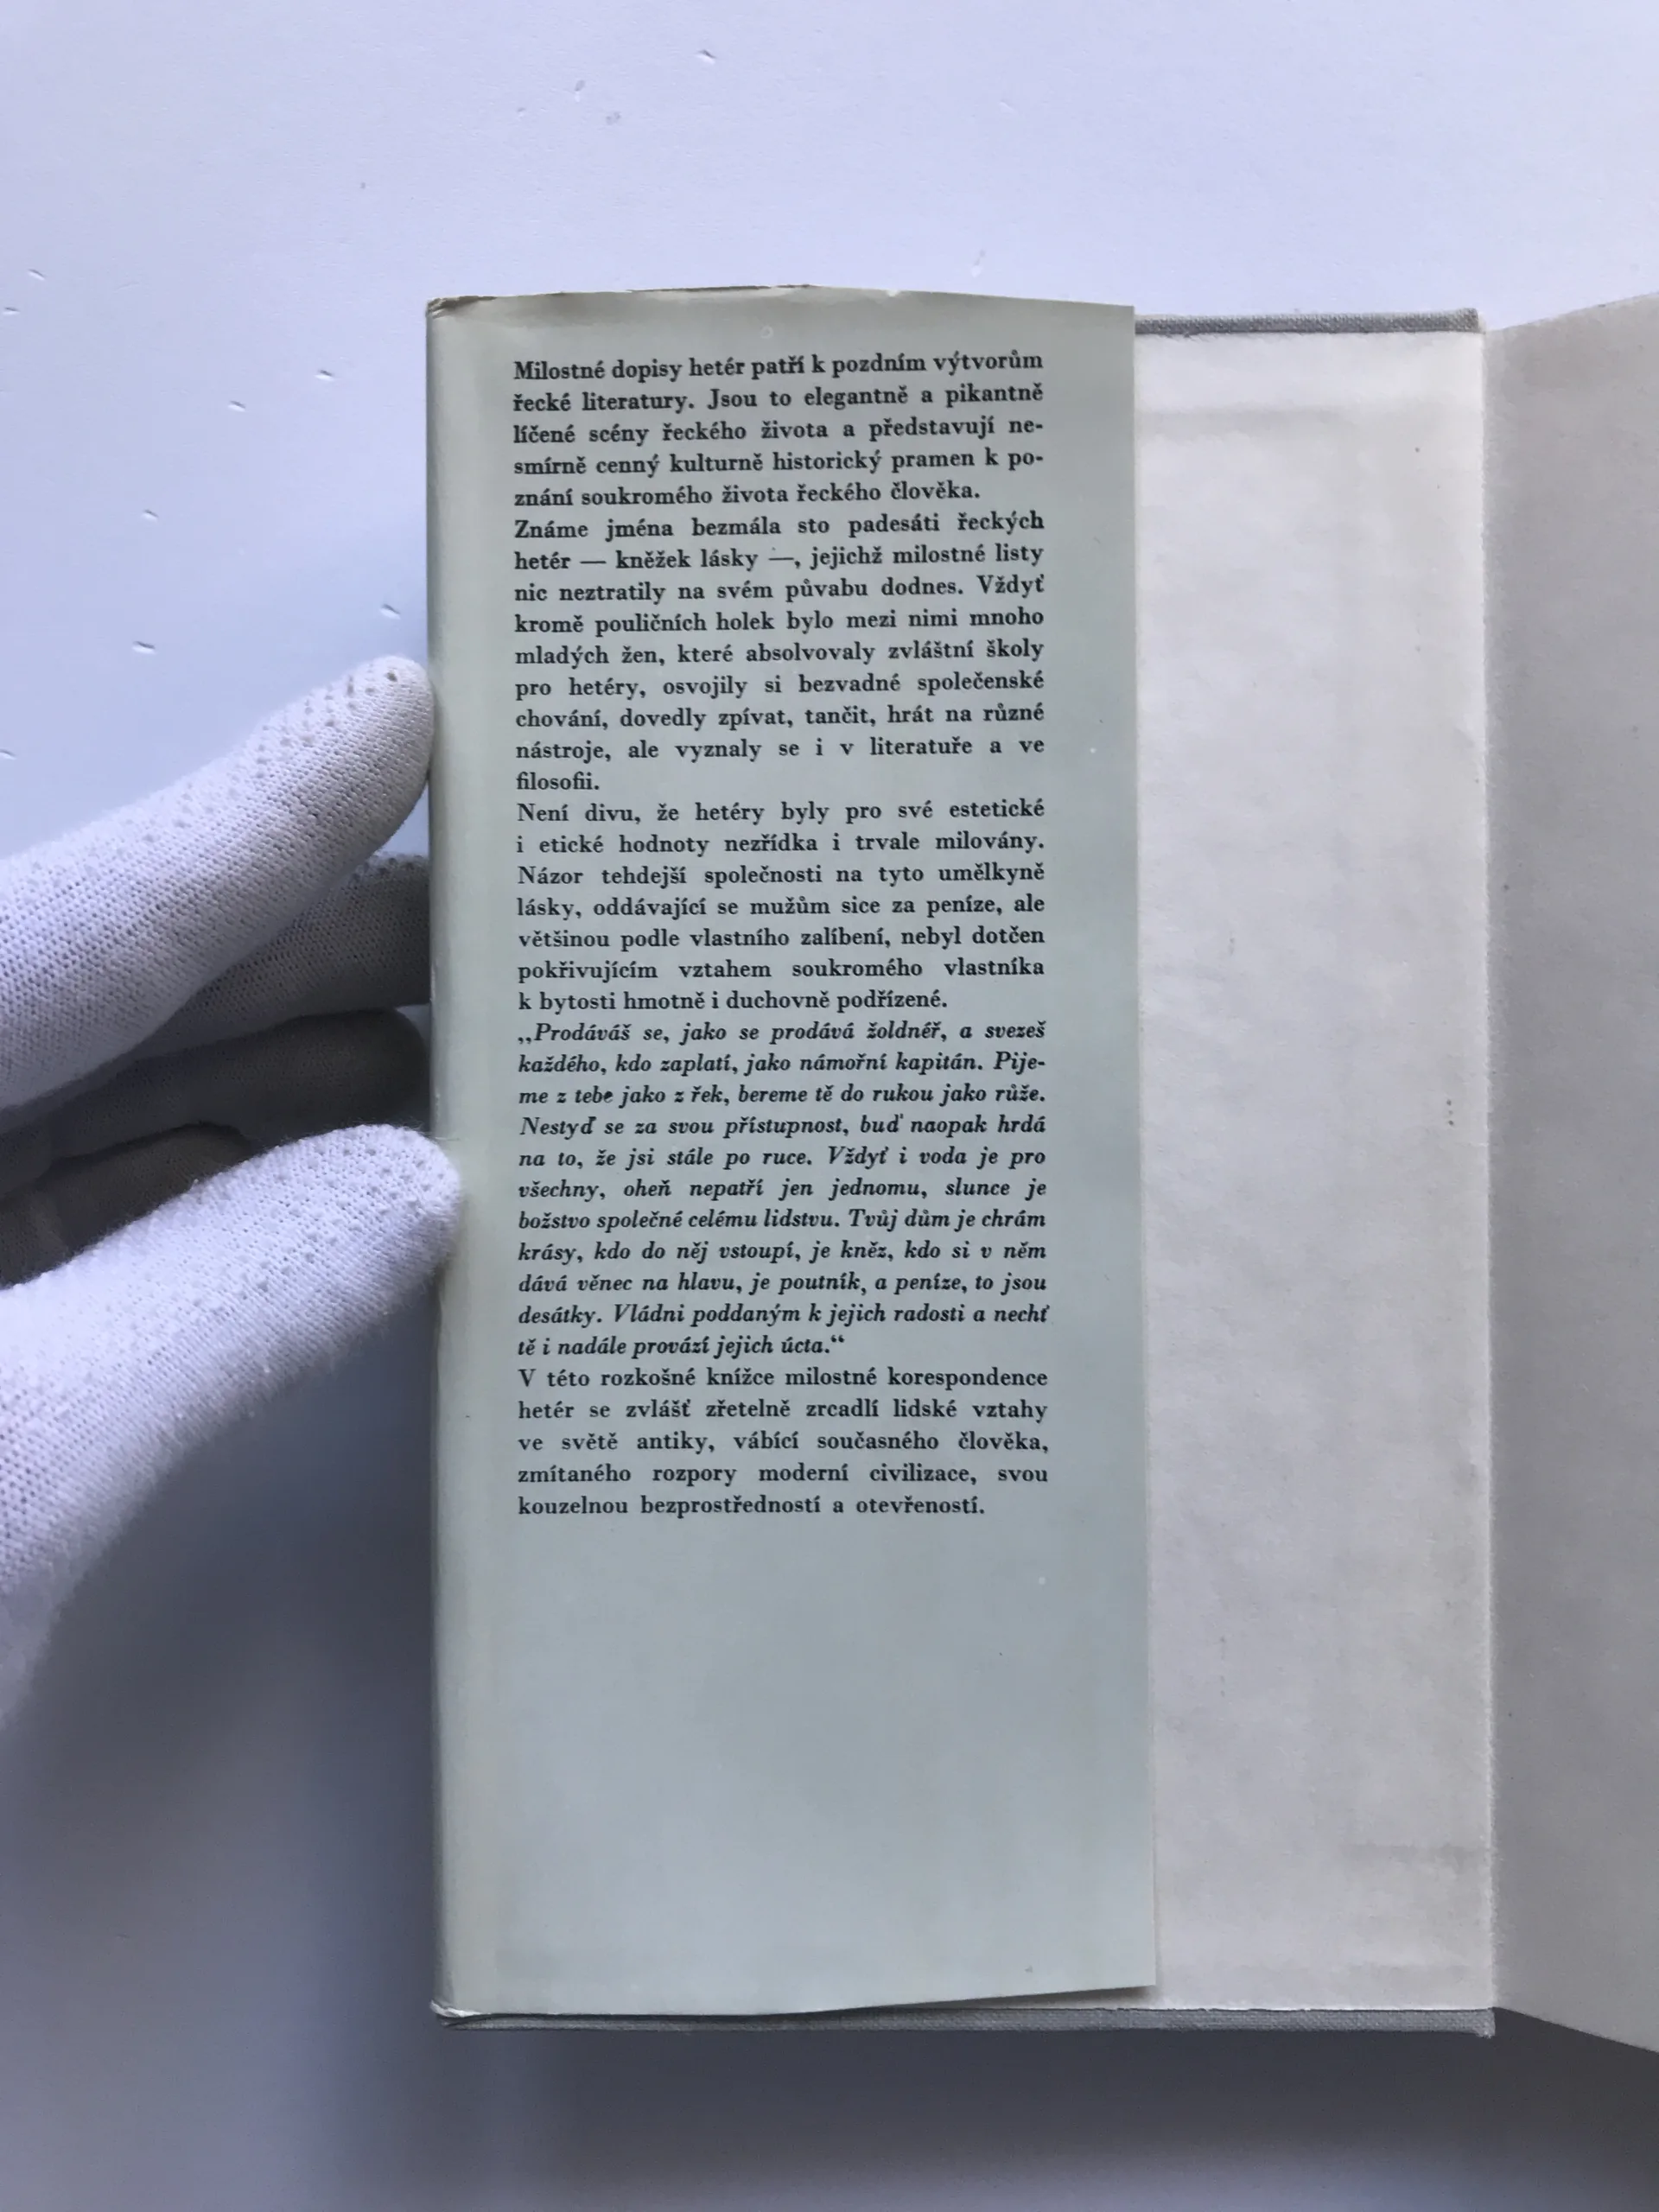 Milostné dopisy hetér patří k pozdním výtvorům
řecké literatury. Jsou to elegantně a pikantně
líčené scény řeckého života a představují ne-
smírně cenný kulturně historický pramen k po-
znání soukromého života řeckého člověka.
Známe jména bezmála sto padesáti řeckých
hetér — kněžek lásky —, jejichž milostné listy
nic neztratily na svém půvabu dodnes. Vždyť
kromě pouličních holek bylo mezi nimi mnoho
mladých žen, které absolvovaly zvláštní školy
pro hetéry, osvojily si bezvadné společenské
chování, dovedly zpívat, tančit, hrát na různé
nástroje, ale vyznaly se i v literatuře a ve
filosofii.
Není divu, že hetéry byly pro své estetické
i etické hodnoty nezřídka i trvale milovány.
Názor tehdejší společnosti na tyto umělkyně
lásky, oddávající se mužům sice za peníze, ale
většinou podle vlastního zalíbení, nebyl dotčen
pokřivujícím vztahem soukromého vlastníka
k bytosti hmotně i duchovně podřízené.
„Prodáváš se, jako se prodává žoldnéř, a svezeš
každého, kdo zaplatí, jako námořní kapitán. Pije-
me z tebe jako z řek, bereme tě do rukou jako růže.
Nestyď se za svou přístupnost, buď naopak hrdá
na to, že jsi stále po ruce. Vždyť i voda je pro
všechny, oheň nepatří jen jednomu, slunce je
božstvo společné celému lidstvu. Tvůj dům je chrám
krásy, kdo do něj vstoupí, je kněz, kdo si v něm
dává věnec na hlavu, je poutník, a peníze, to jsou
desátky. Vládni poddaným k jejich radosti a nechť
tě i nadále provází jejich úcta.“
V této rozkošné knížce milostné korespondence
hetér se zvlášť zřetelně zrcadlí lidské vztahy
ve světě antiky, vábící současného člověka,
zmítaného rozpory moderní civilizace, svou
kouzelnou bezprostředností a otevřeností.